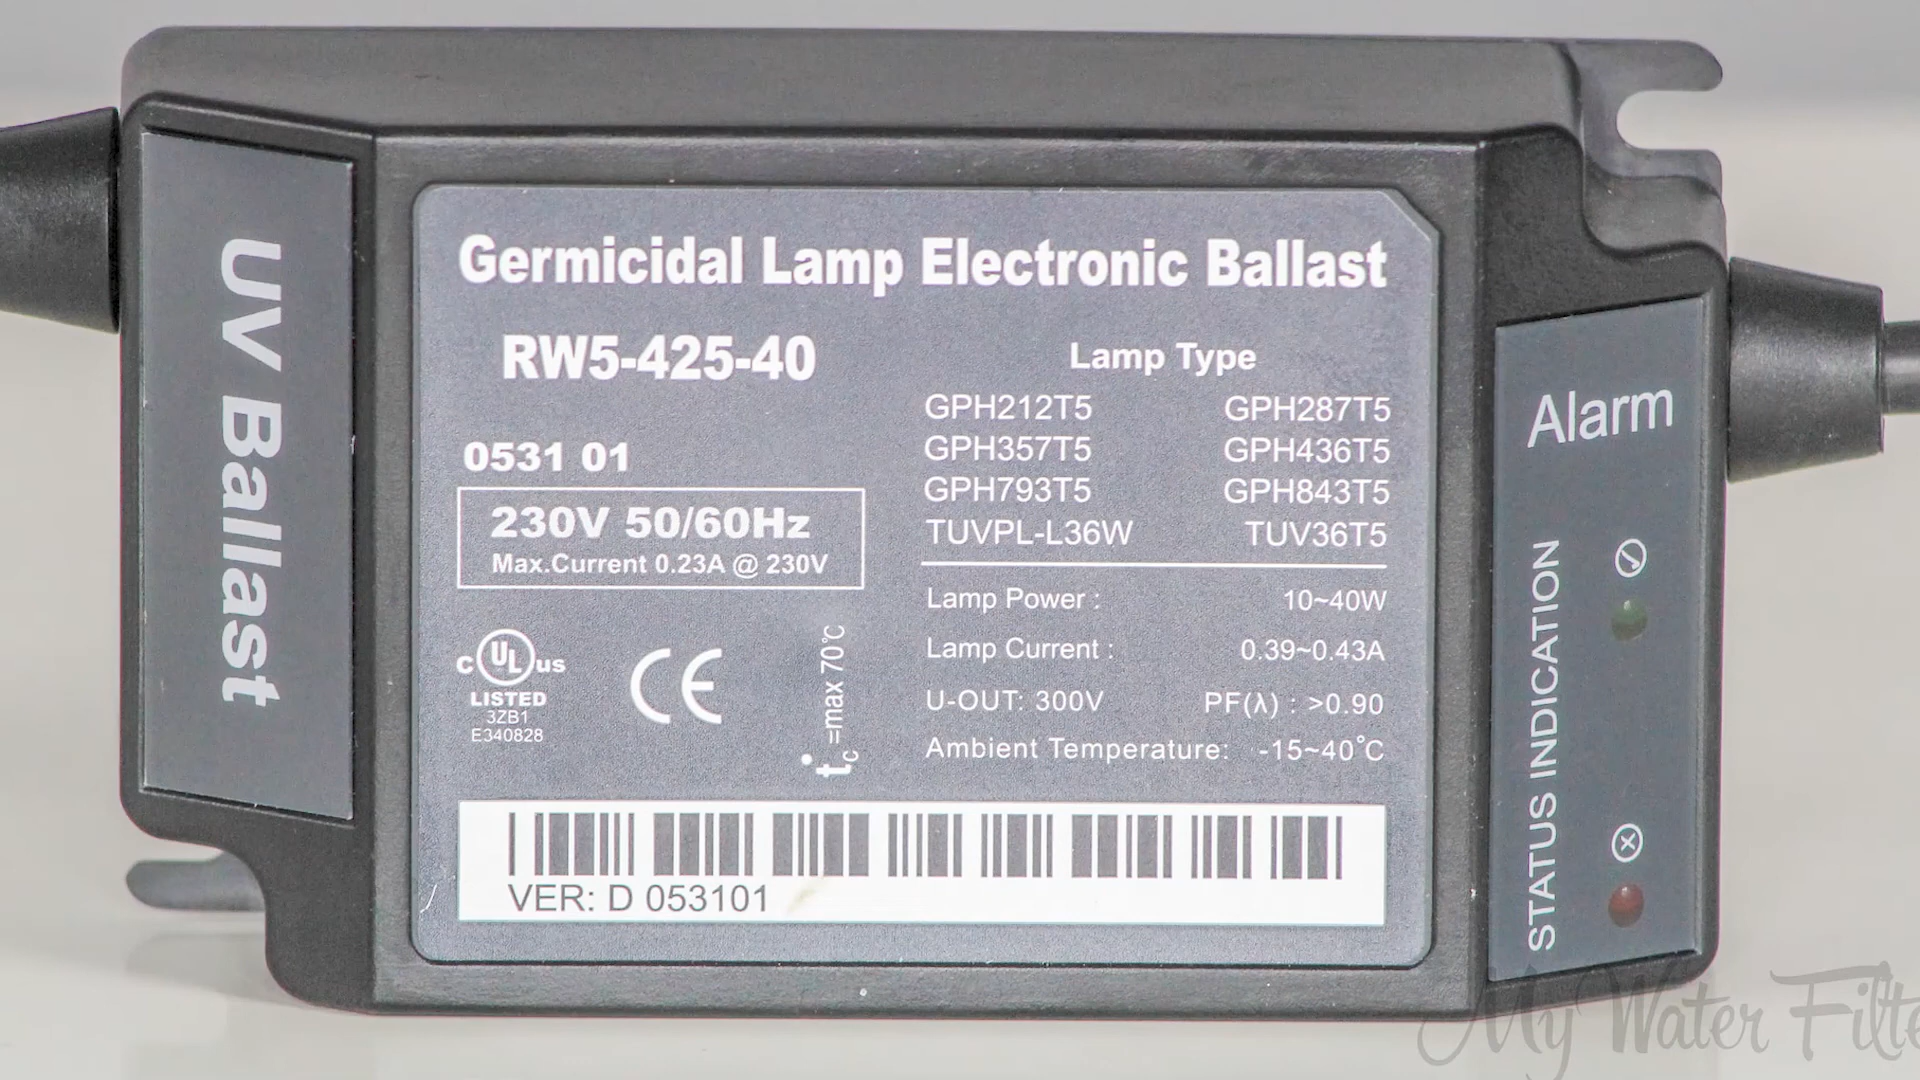 UV Ballast
Germicidal Lamp Electronic Ballast
RW5-425-40
0531 01
230V 50/60Hz
Max.Current 0.23A @ 230V
c UL us
LISTED
3ZB1
E340828
CE
tc =max 70℃
Lamp Type
GPH212T5 GPH287T5
GPH357T5 GPH436T5
GPH793T5 GPH843T5
TUVPL-L36W TUV36T5
Lamp Power : 10~40W
Lamp Current : 0.39~0.43A
U-OUT: 300V PF(λ) : >0.90
Ambient Temperature: -15~40°C
VER: D 053101
Alarm
STATUS INDICATION
My Water Filte